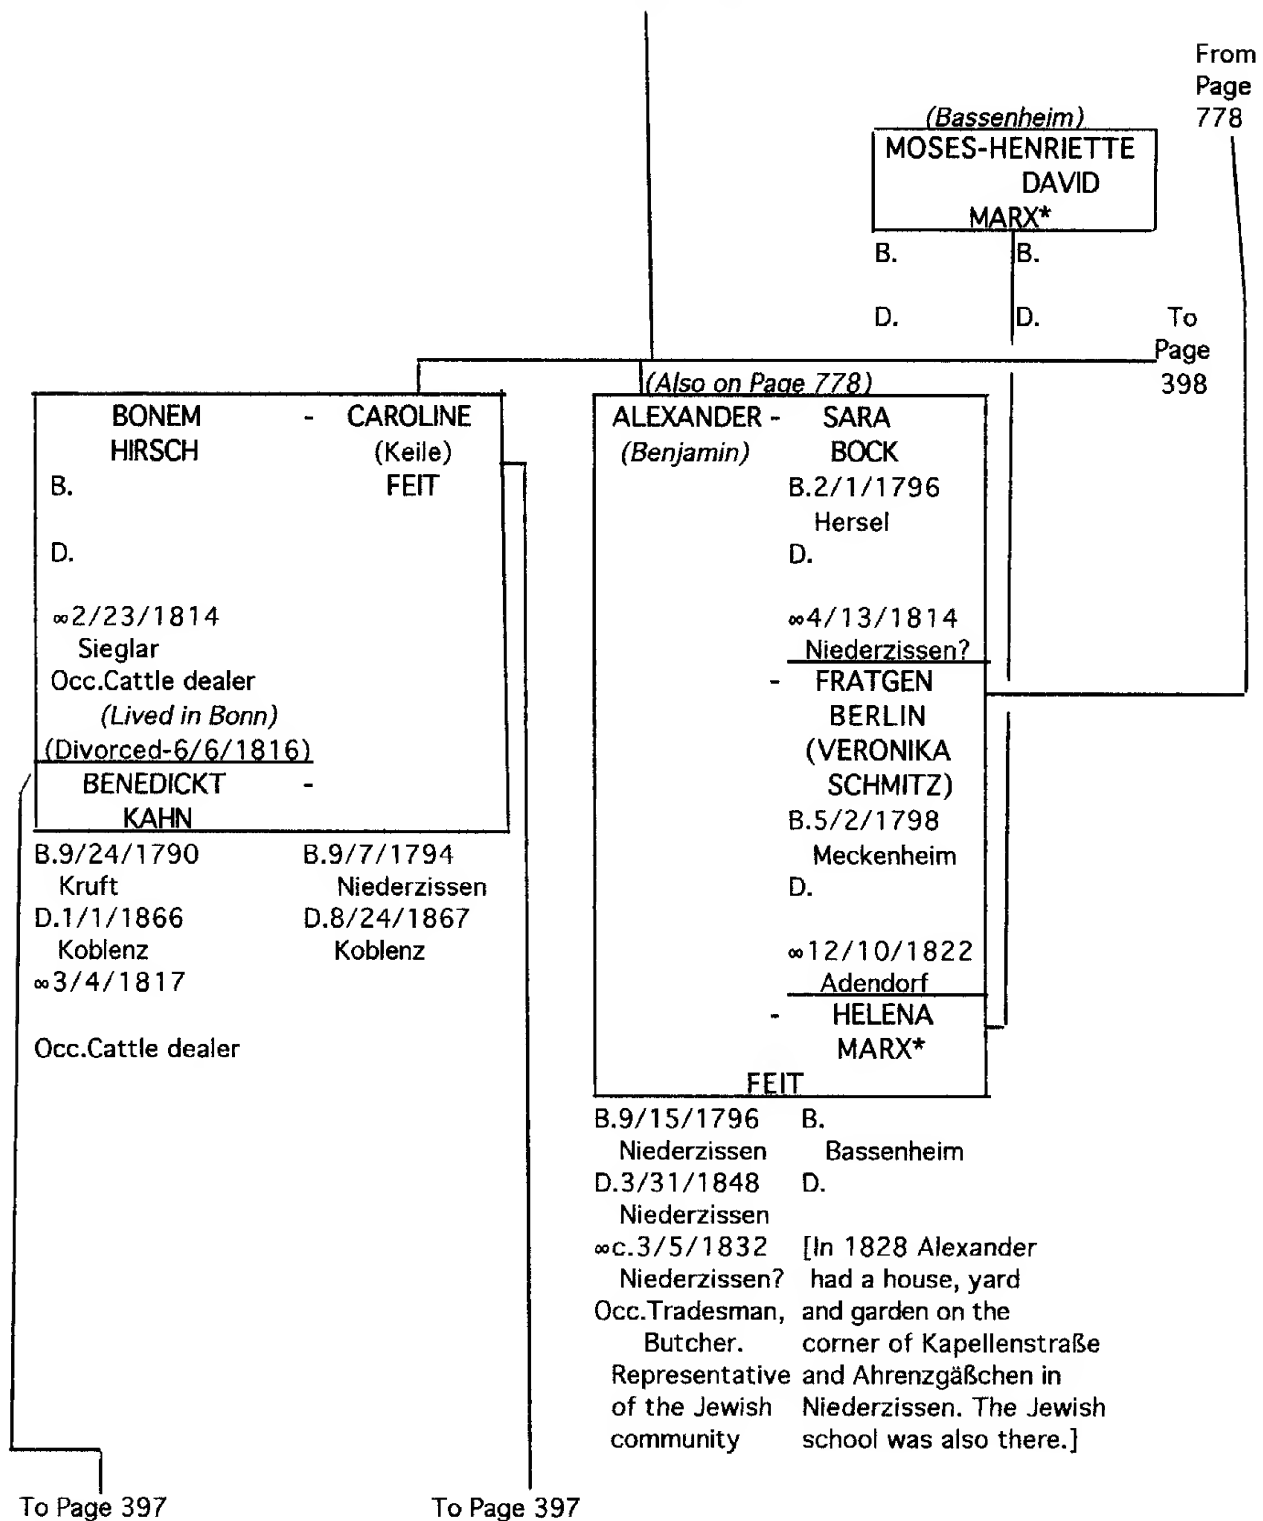 From
Page
778
(Bassenheim)
MOSES-HENRIETTE
DAVID
MARX*
B. B.
D. D.
To
Page
398
BONEM - CAROLINE
HIRSCH (Keile)
B. FEIT
D.
∞2/23/1814
Sieglar
Occ.Cattle dealer
(Lived in Bonn)
(Divorced-6/6/1816)
BENEDICKT -
KAHN
B.9/24/1790 B.9/7/1794
Kruft Niederzissen
D.1/1/1866 D.8/24/1867
Koblenz Koblenz
∞3/4/1817
Occ.Cattle dealer
(Also on Page 778)
ALEXANDER - SARA
(Benjamin) BOCK
B.2/1/1796
Hersel
D.
∞4/13/1814
Niederzissen?
- FRATGEN
BERLIN
(VERONIKA
SCHMITZ)
B.5/2/1798
Meckenheim
D.
∞12/10/1822
Adendorf
- HELENA
MARX*
FEIT
B.9/15/1796 B.
Niederzissen Bassenheim
D.3/31/1848 D.
Niederzissen
∞c.3/5/1832
Niederzissen?
Occ.Tradesman,
Butcher.
Representative
of the Jewish
community
[In 1828 Alexander
had a house, yard
and garden on the
corner of Kapellenstraße
and Ahrenzgäßchen in
Niederzissen. The Jewish
school was also there.]
To Page 397 To Page 397